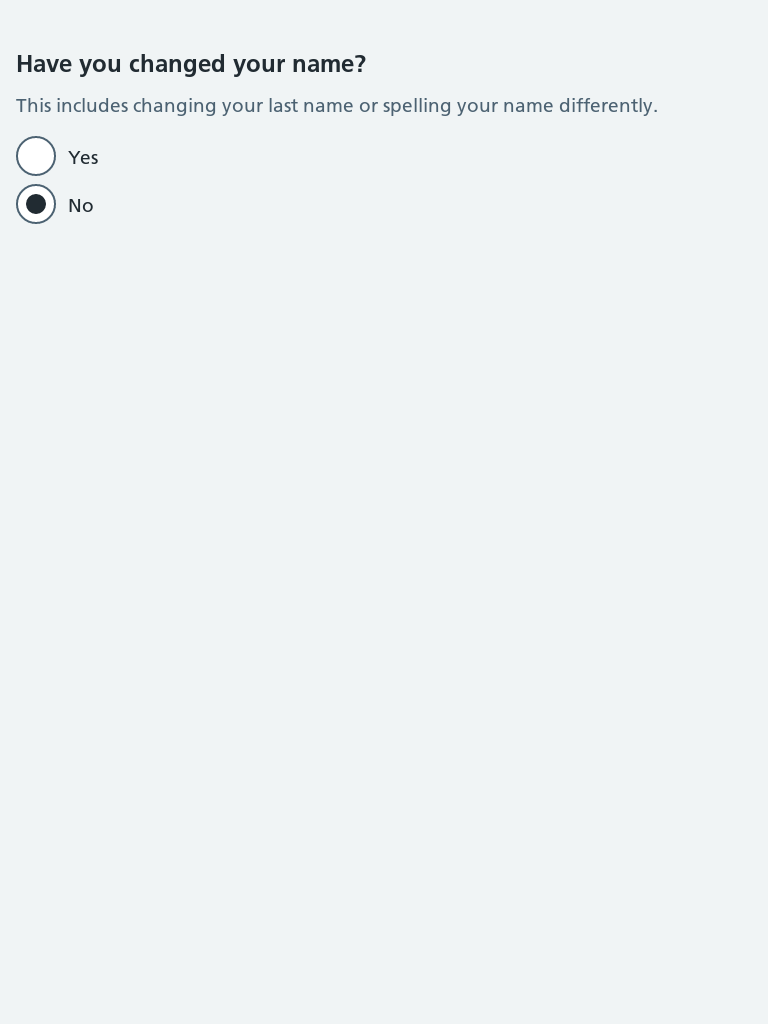 Have you changed your name?
This includes changing your last name or spelling your name differently.
Yes
No